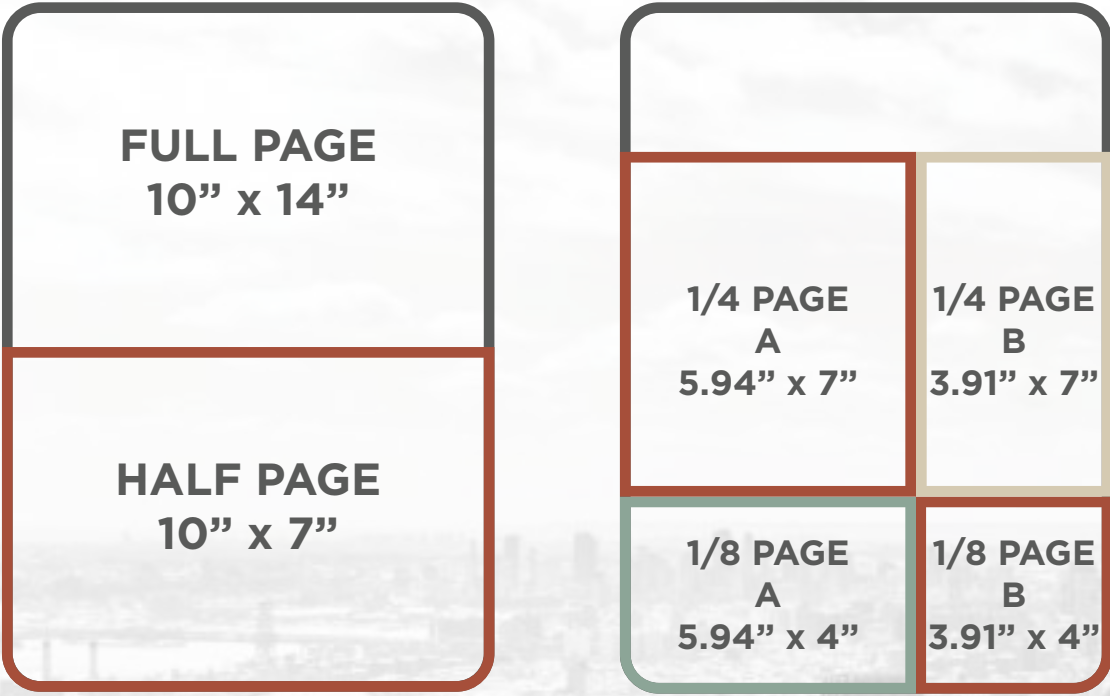 FULL PAGE
10” x 14”
HALF PAGE
10” x 7”
1/4 PAGE
A
5.94” x 7”
1/4 PAGE
B
3.91” x 7”
1/8 PAGE
A
5.94” x 4”
1/8 PAGE
B
3.91” x 4”